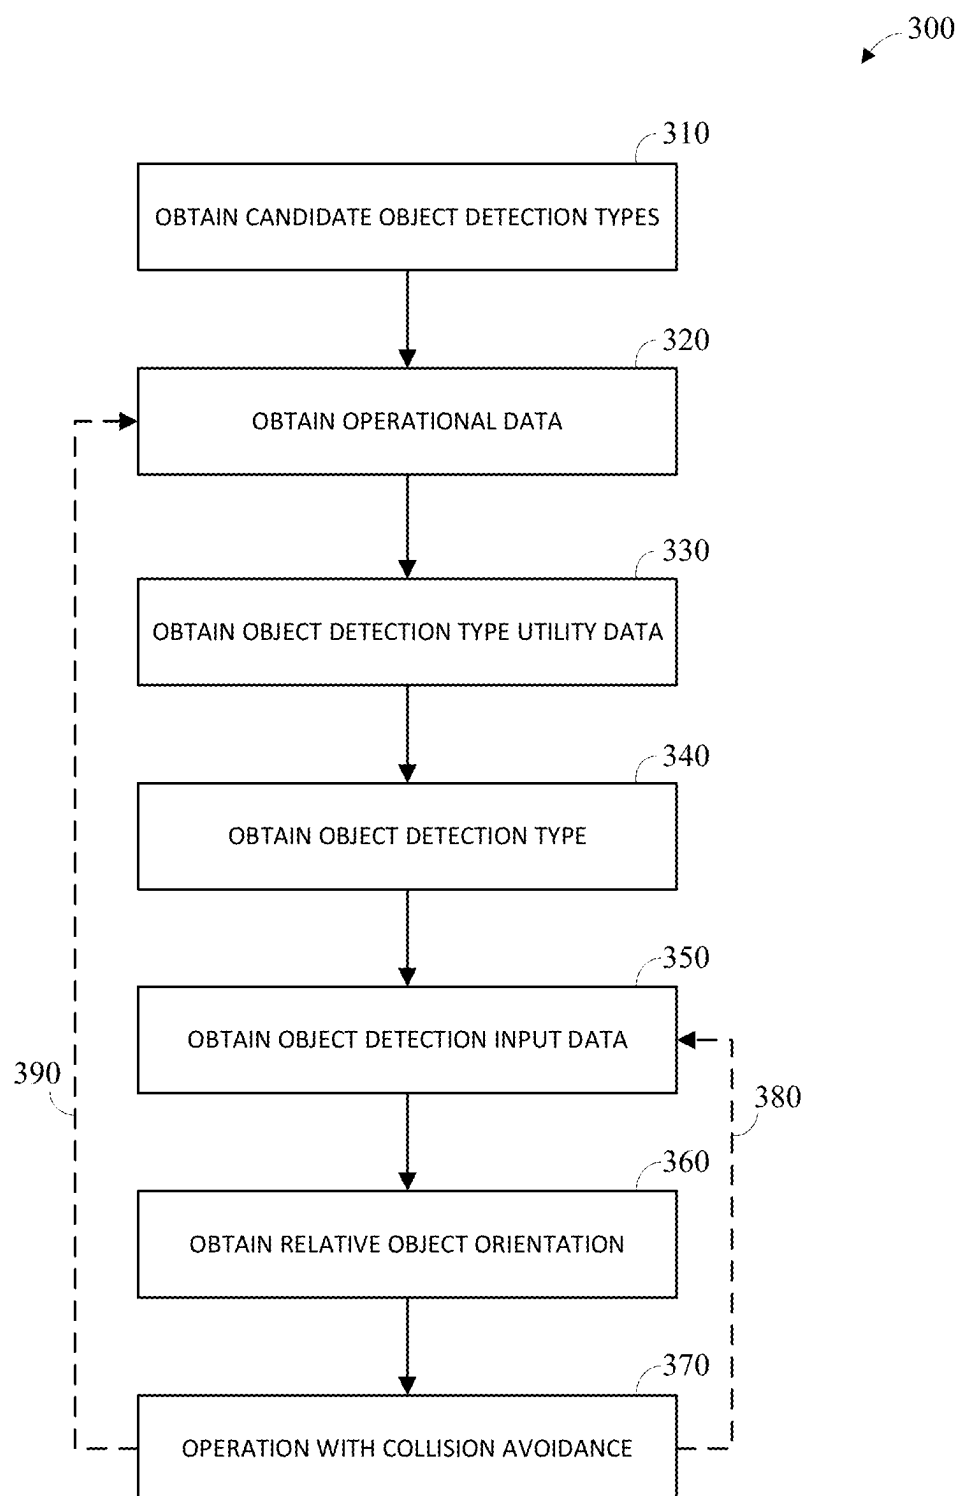 300
310
OBTAIN CANDIDATE OBJECT DETECTION TYPES
320
OBTAIN OPERATIONAL DATA
330
OBTAIN OBJECT DETECTION TYPE UTILITY DATA
340
OBTAIN OBJECT DETECTION TYPE
350
OBTAIN OBJECT DETECTION INPUT DATA
390
380
360
OBTAIN RELATIVE OBJECT ORIENTATION
370
OPERATION WITH COLLISION AVOIDANCE